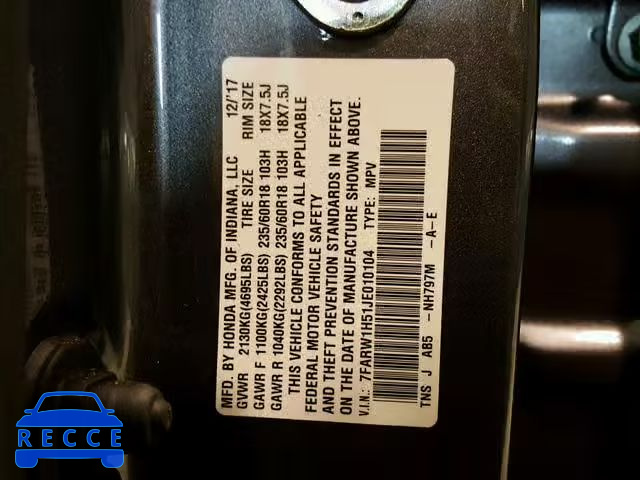 MFD. BY HONDA MFG. OF INDIANA, LLC 12/'17
GVWR 2130KG(4695LBS) TIRE SIZE RIM SIZE
GAWR F 1100KG(2425LBS) 235/60R18 103H 18X7.5J
GAWR R 1040KG(2292LBS) 235/60R18 103H 18X7.5J
THIS VEHICLE CONFORMS TO ALL APPLICABLE
FEDERAL MOTOR VEHICLE SAFETY
AND THEFT PREVENTION STANDARDS IN EFFECT
ON THE DATE OF MANUFACTURE SHOWN ABOVE.
V.I.N.: 7FARW1H51JE010104 TYPE: MPV
TNS J AB5 -NH797M -A-E
RECCE